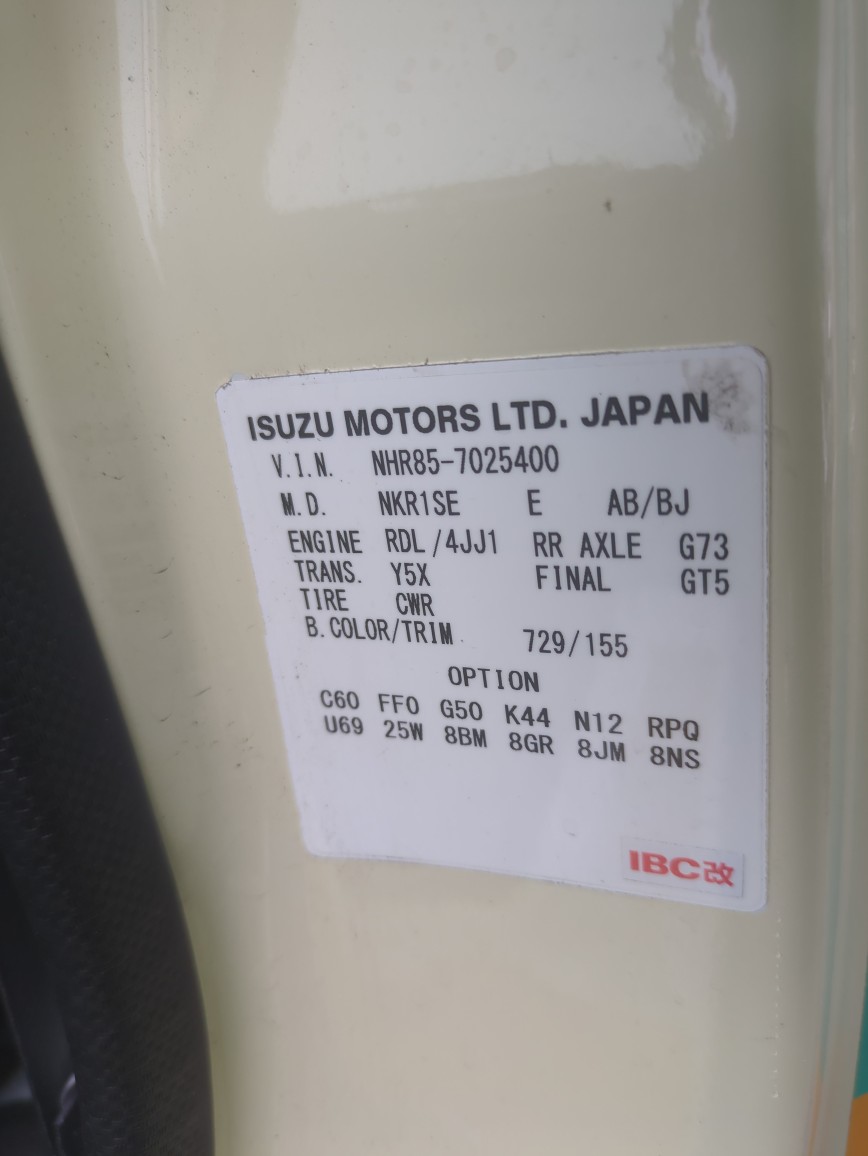 ISUZU MOTORS LTD. JAPAN
V.I.N. NHR85-7025400
M.D. NKR1SE E AB/BJ
ENGINE RDL/4JJ1 RR AXLE G73
TRANS. Y5X FINAL GT5
TIRE CWR
B.COLOR/TRIM 729/155
OPTION
C60 FF0 G50 K44 N12 RPQ
U69 25W 8BM 8GR 8JM 8NS
IBC改